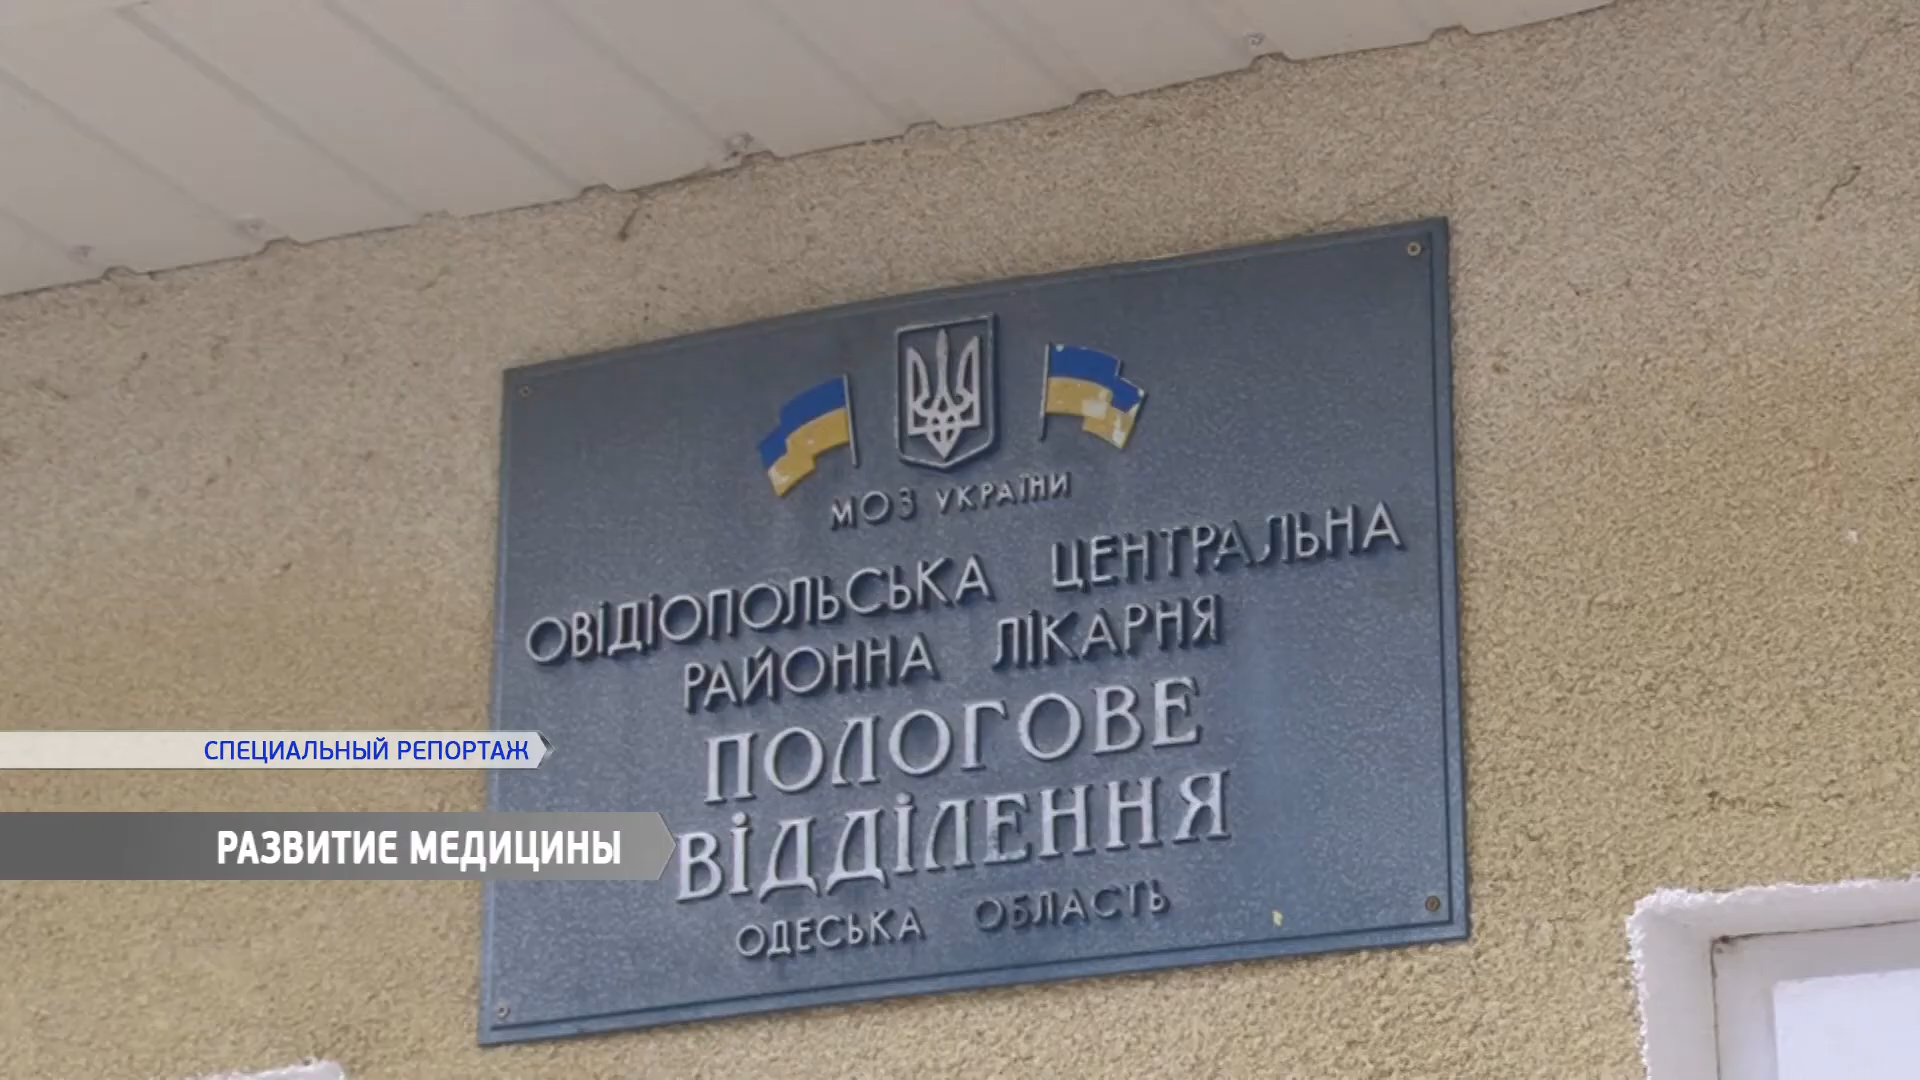 МОЗ УКРАЇНИ
ОВІДІОПОЛЬСЬКА ЦЕНТРАЛЬНА
РАЙОННА ЛІКАРНЯ
ПОЛОГОВЕ
ВІДДІЛЕННЯ
ОДЕСЬКА ОБЛАСТЬ
СПЕЦИАЛЬНЫЙ РЕПОРТАЖ
РАЗВИТИЕ МЕДИЦИНЫ